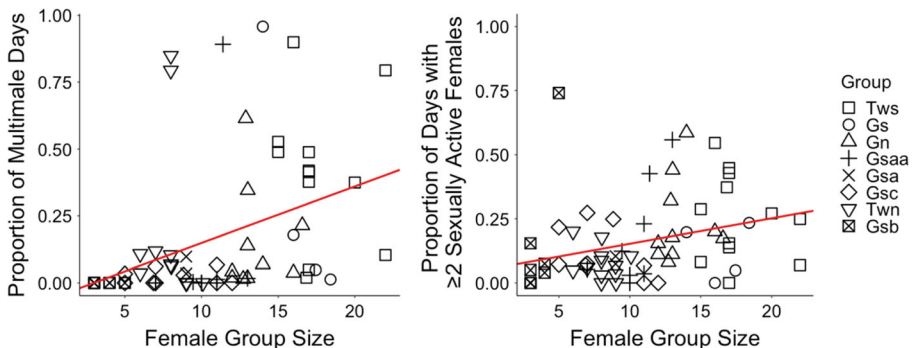 Proportion of Multimale Days
1.00
0.75
0.50
0.25
0.00
5
10
15
20
Female Group Size
Proportion of Days with
≥2 Sexually Active Females
1.00
0.75
0.50
0.25
0.00
5
10
15
20
Female Group Size
Group
Tws
Gs
Gn
Gsaa
Gsa
Gsc
Twn
Gsb